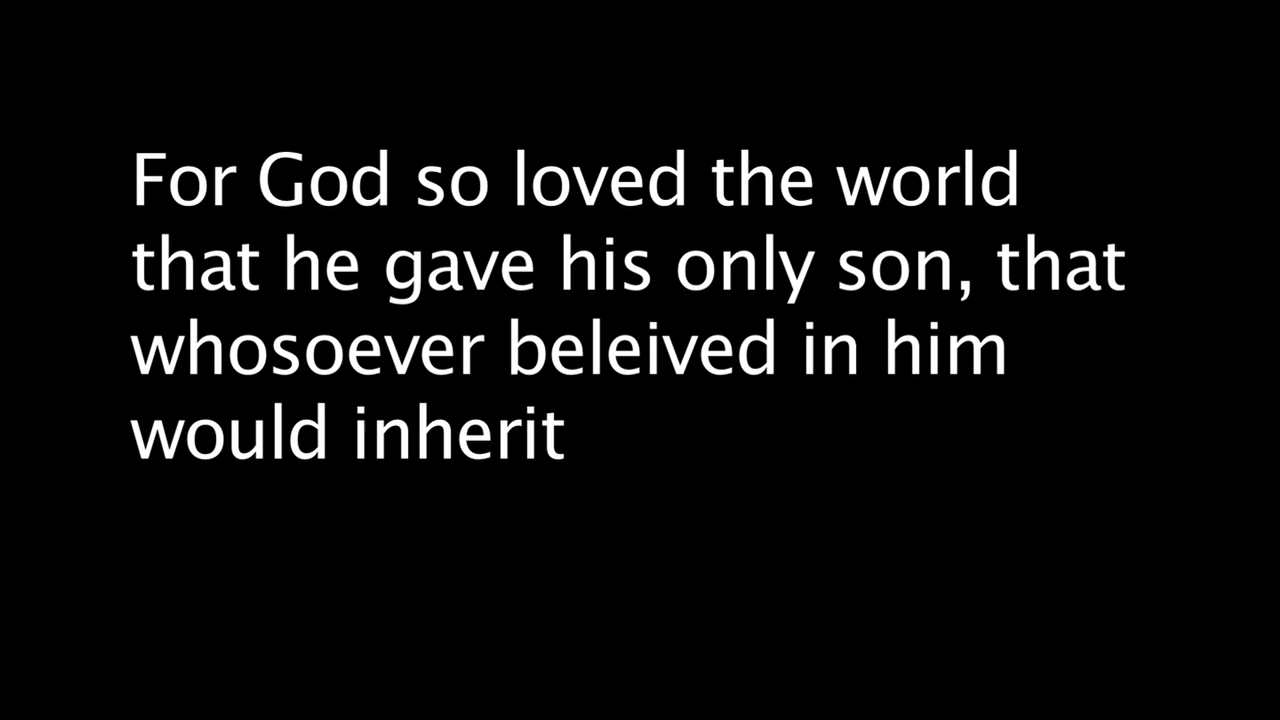 For God so loved the world
that he gave his only son, that
whosoever beleived in him
would inherit